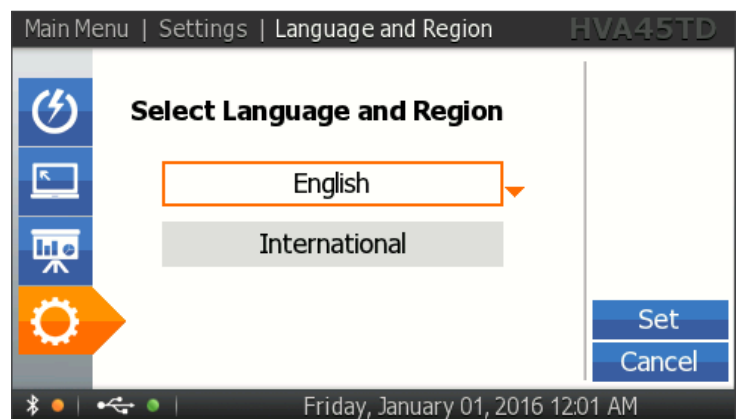 Main Menu | Settings | Language and Region HVA45TD
Select Language and Region
English
International
Set
Cancel
Friday, January 01, 2016 12:01 AM